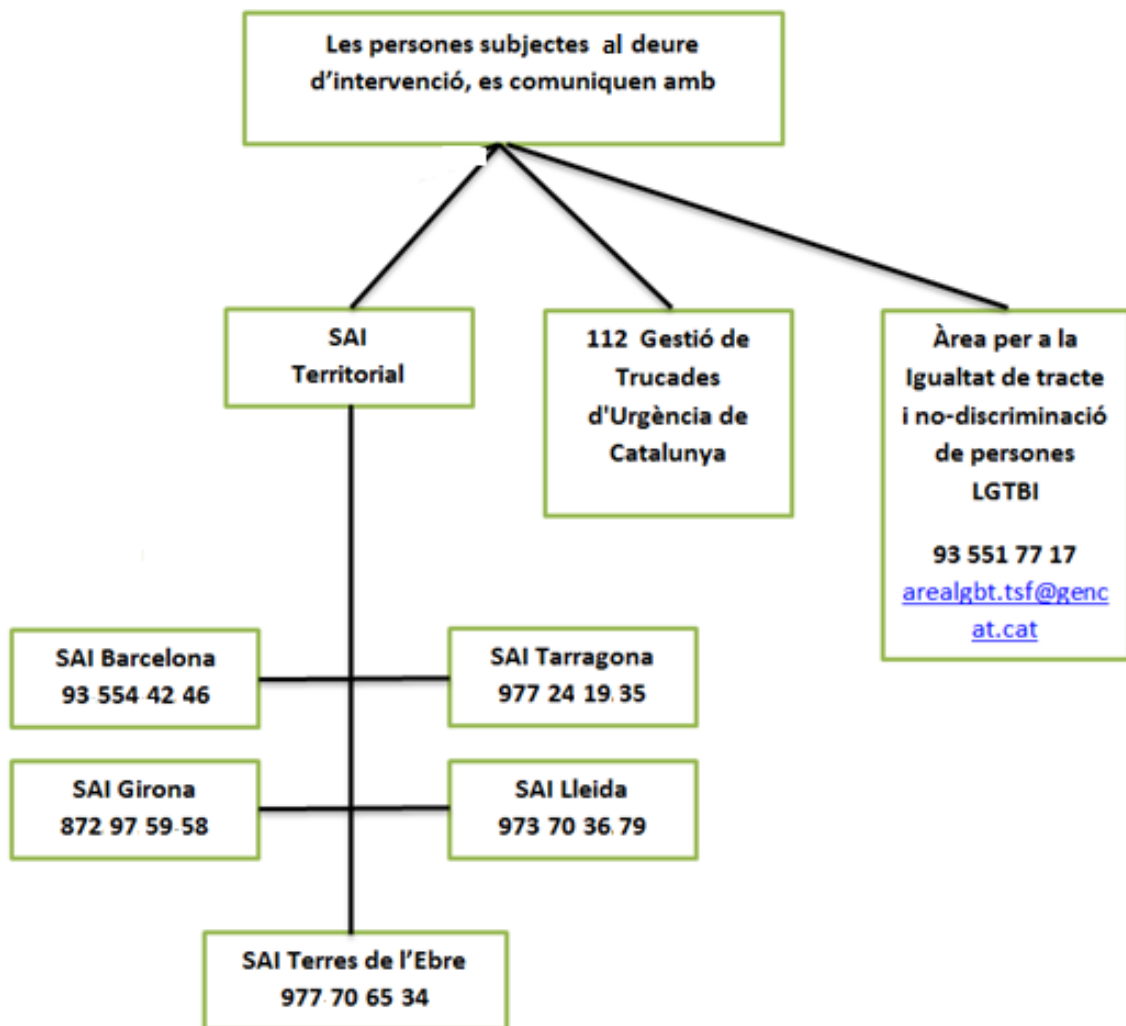 Les persones subjectes al deure
d’intervenció, es comuniquen amb
SAI
Territorial
112 Gestió de
Trucades
d'Urgència de
Catalunya
Àrea per a la
Igualtat de tracte
i no-discriminació
de persones
LGTBI
93 551 77 17
arealgbt.tsf@genc
at.cat
SAI Barcelona
93 554 42 46
SAI Tarragona
977 24 19 35
SAI Girona
872 97 59 58
SAI Lleida
973 70 36 79
SAI Terres de l’Ebre
977 70 65 34